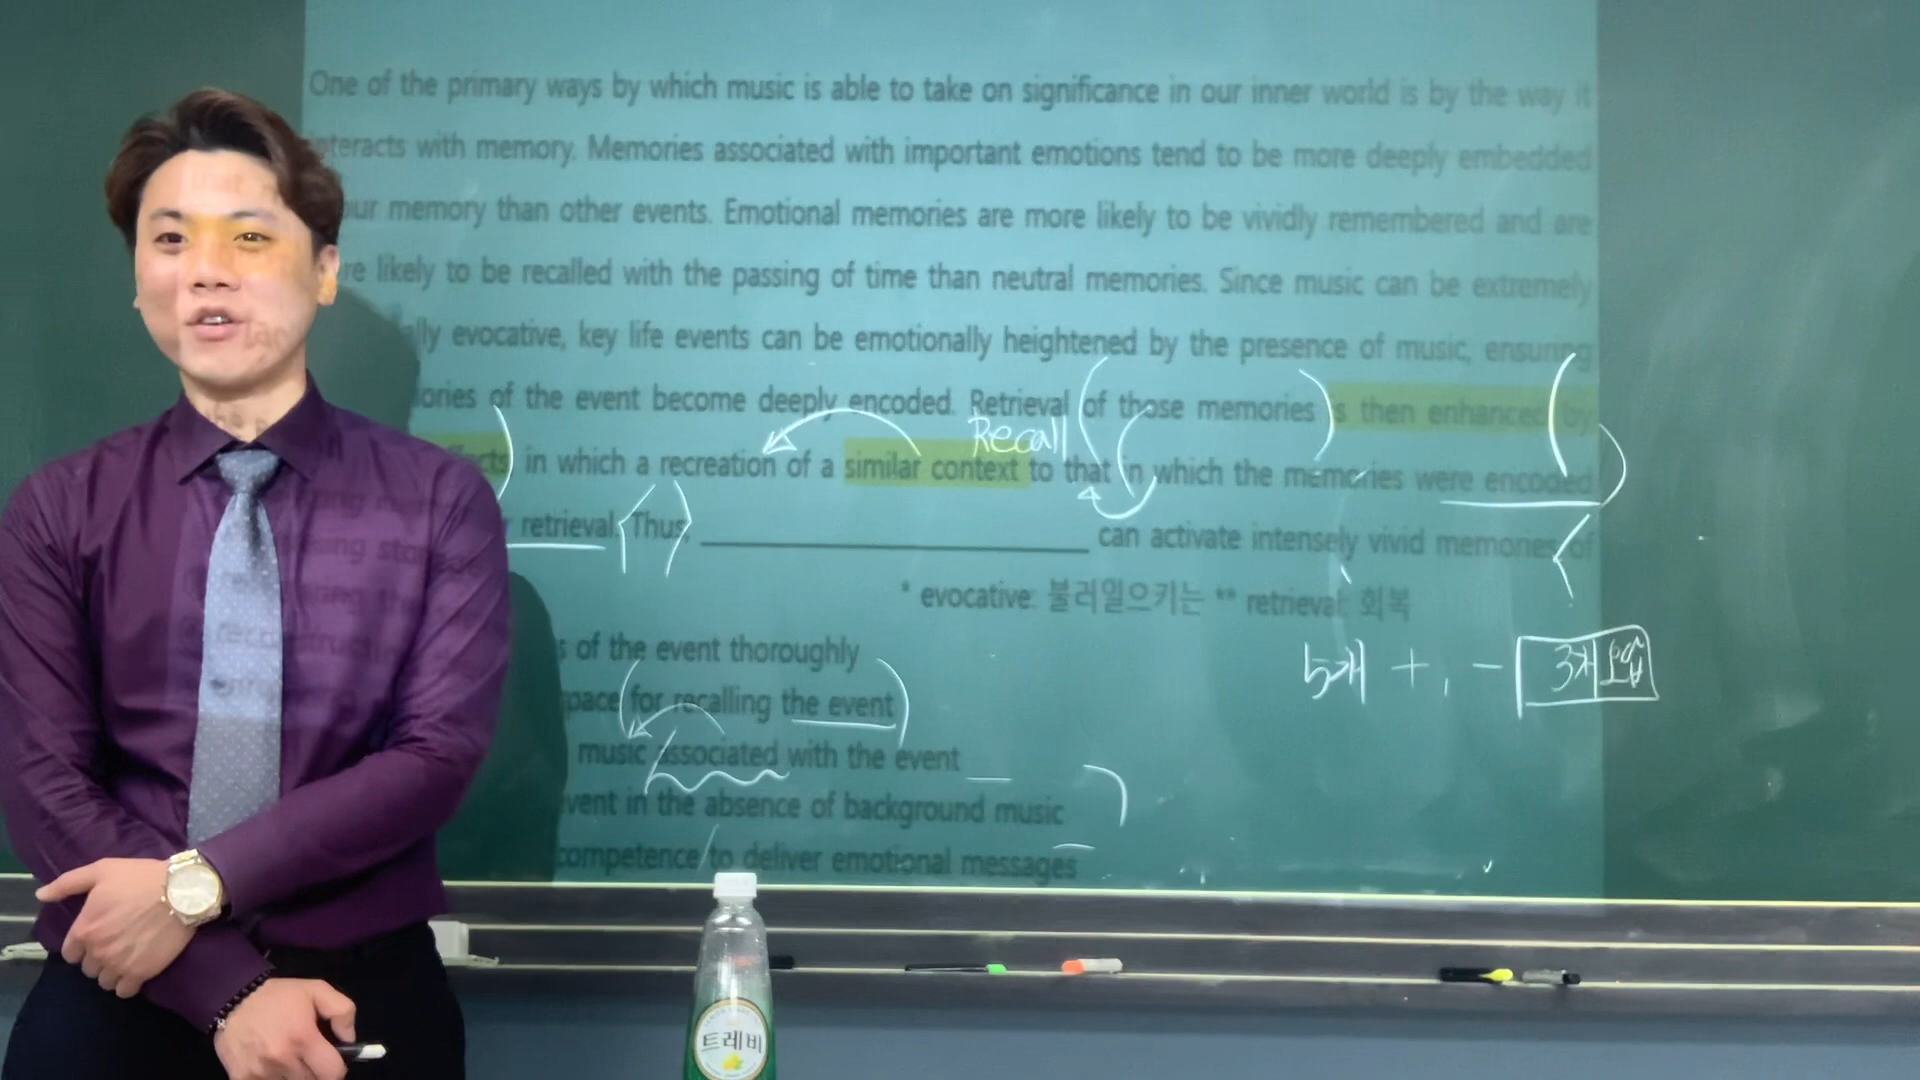 One of the primary ways by which music is able to take on significance in our inner world is by the way it
interacts with memory. Memories associated with important emotions tend to be more deeply embedded
our memory than other events. Emotional memories are more likely to be vividly remembered and are
re likely to be recalled with the passing of time than neutral memories. Since music can be extremely
ally evocative, key life events can be emotionally heightened by the presence of music, ensuring
ories of the event become deeply encoded. Retrieval of those memories is then enhanced by
Recall
ffects in which a recreation of a similar context to that in which the memories were encoded
retrieval. Thus, ____________ can activate intensely vivid memories of
* evocative: 불러일으키는 ** retrieval: 회복
s of the event thoroughly
5개 +, - 3개
pace for recalling the event
music associated with the event
vent in the absence of background music
competence to deliver emotional messages
트레비